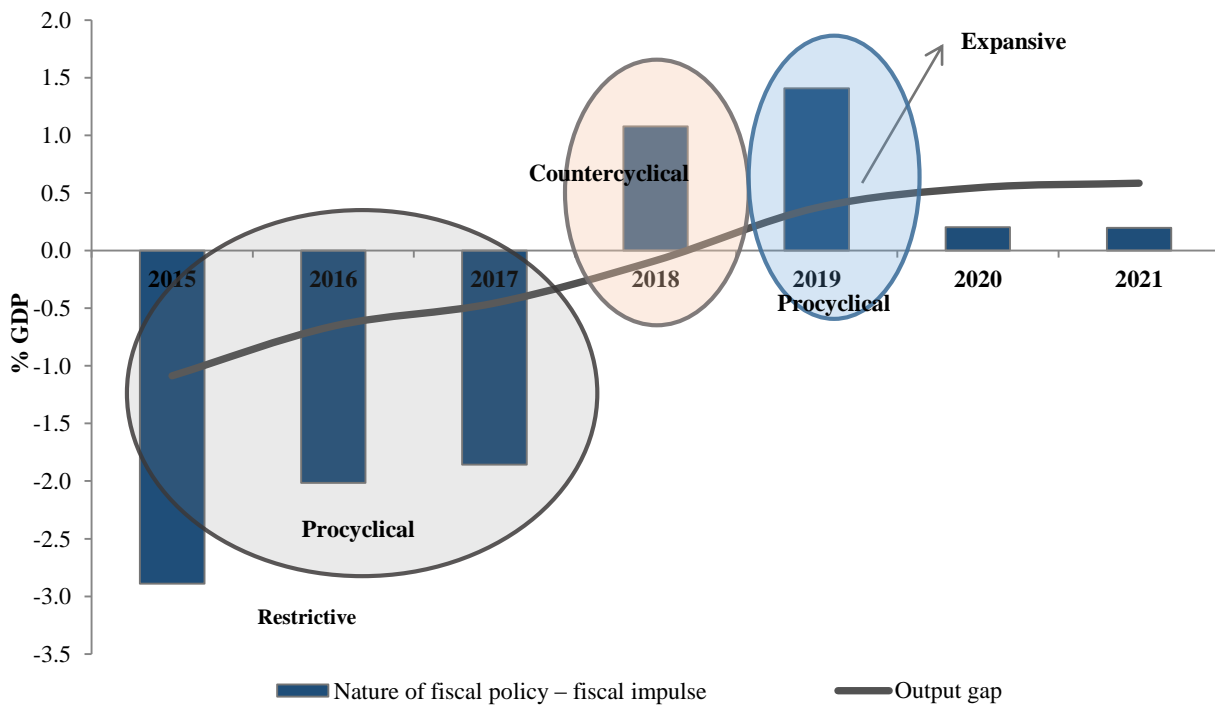 2.0
1.5
1.0
0.5
0.0
-0.5
-1.0
-1.5
-2.0
-2.5
-3.0
-3.5
% GDP
Expansive
Countercyclical
2015 2016 2017 2018 2019 2020 2021
Procyclical
Procyclical
Restrictive
Nature of fiscal policy – fiscal impulse Output gap